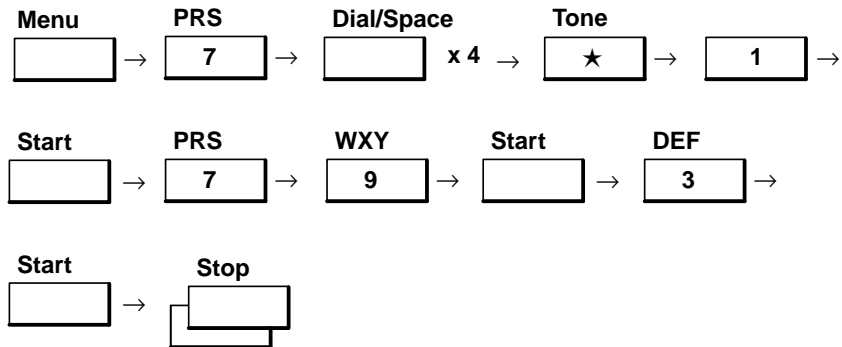 Menu PRS Dial/Space Tone
→ 7 → x 4 → ★ → 1 →
Start PRS WXY Start DEF
→ 7 → 9 → → 3 →
Start Stop
→